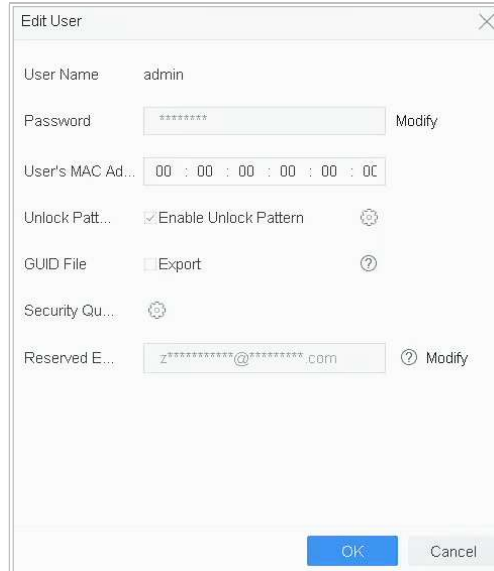 Edit User
User Name admin
Password ******** Modify
User's MAC Ad... 00 : 00 : 00 : 00 : 00 : 00
Unlock Patt... Enable Unlock Pattern
GUID File Export ?
Security Qu...
Reserved E... z***********@*********.com ? Modify
OK Cancel